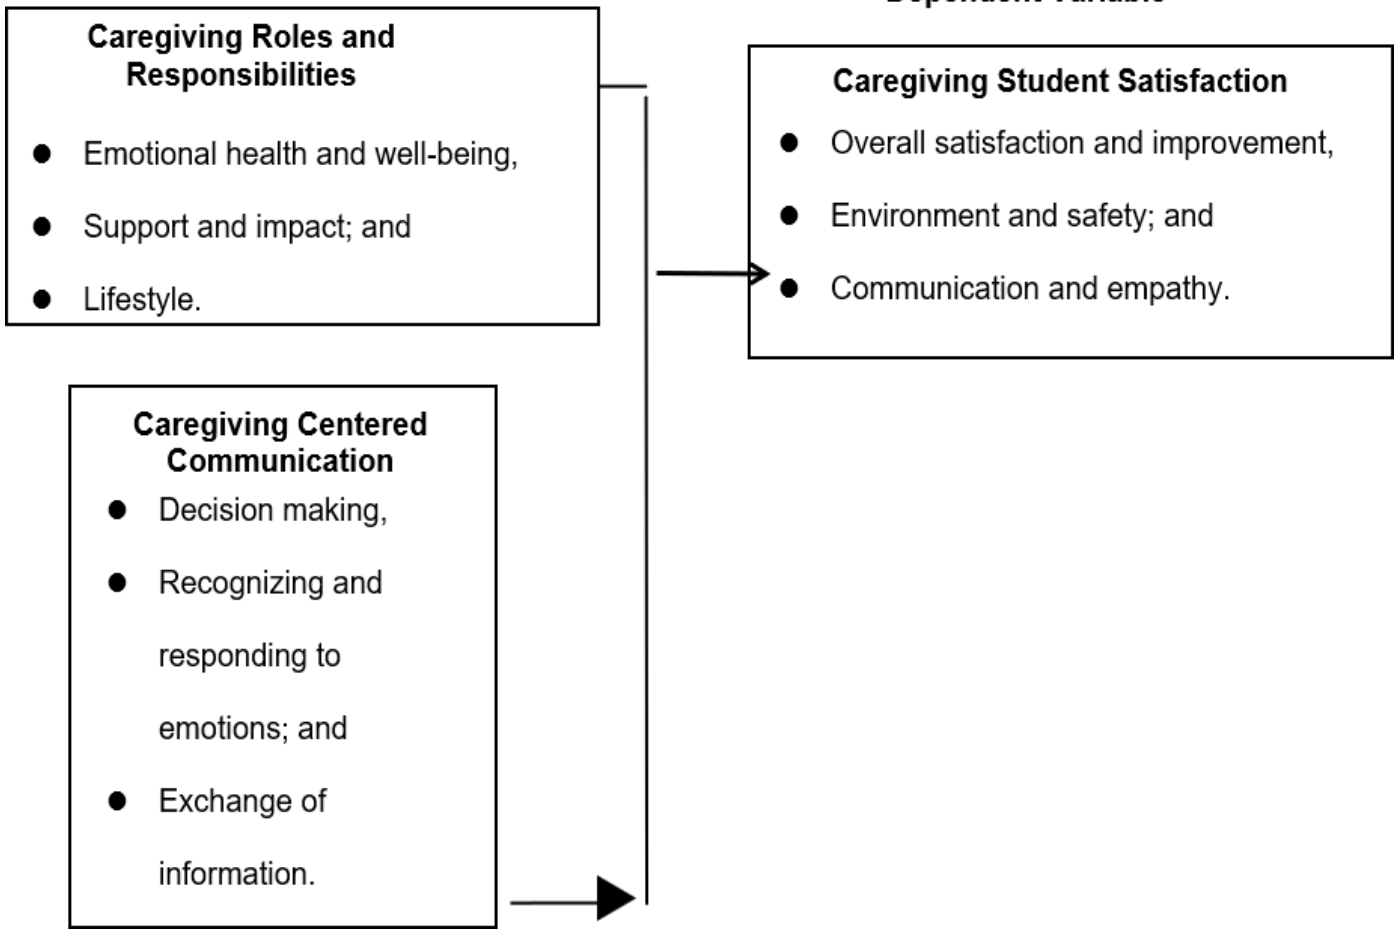 Dependent Variable
Caregiving Roles and
Responsibilities
● Emotional health and well-being,
● Support and impact; and
● Lifestyle.
Caregiving Student Satisfaction
● Overall satisfaction and improvement,
● Environment and safety; and
● Communication and empathy.
Caregiving Centered
Communication
● Decision making,
● Recognizing and
responding to
emotions; and
● Exchange of
information.